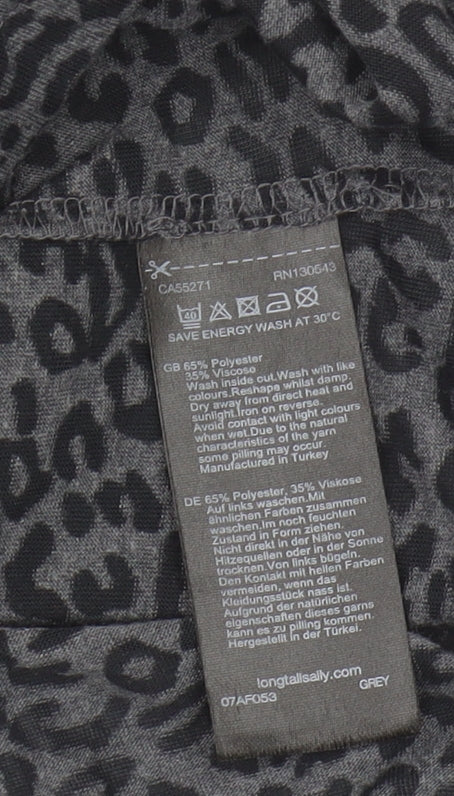 CA55271 RN130543
40
SAVE ENERGY WASH AT 30°C
GB 65% Polyester
35% Viscose
Wash inside out.Wash with like
colours.Reshape whilst damp.
Dry away from direct heat and
sunlight.Iron on reverse.
Avoid contact with light colours
when wet.Due to the natural
characteristics of the yarn
some pilling may occur.
Manufactured in Turkey
DE 65% Polyester, 35% Viskose
Auf links waschen.Mit
ähnlichen Farben zusammen
waschen.Im noch feuchten
Zustand in Form ziehen.
Nicht direkt in der Nähe von
Hitzequellen oder in der Sonne
trocknen.Von links bügeln.
Den Kontakt mit hellen Farben
vermeiden, wenn das
Kleidungsstück nass ist.
Aufgrund der natürlichen
eigenschaften dieses garns
kann es zu pilling kommen.
Hergestellt in der Türkei.
longtallsally.com
07AF053 GREY